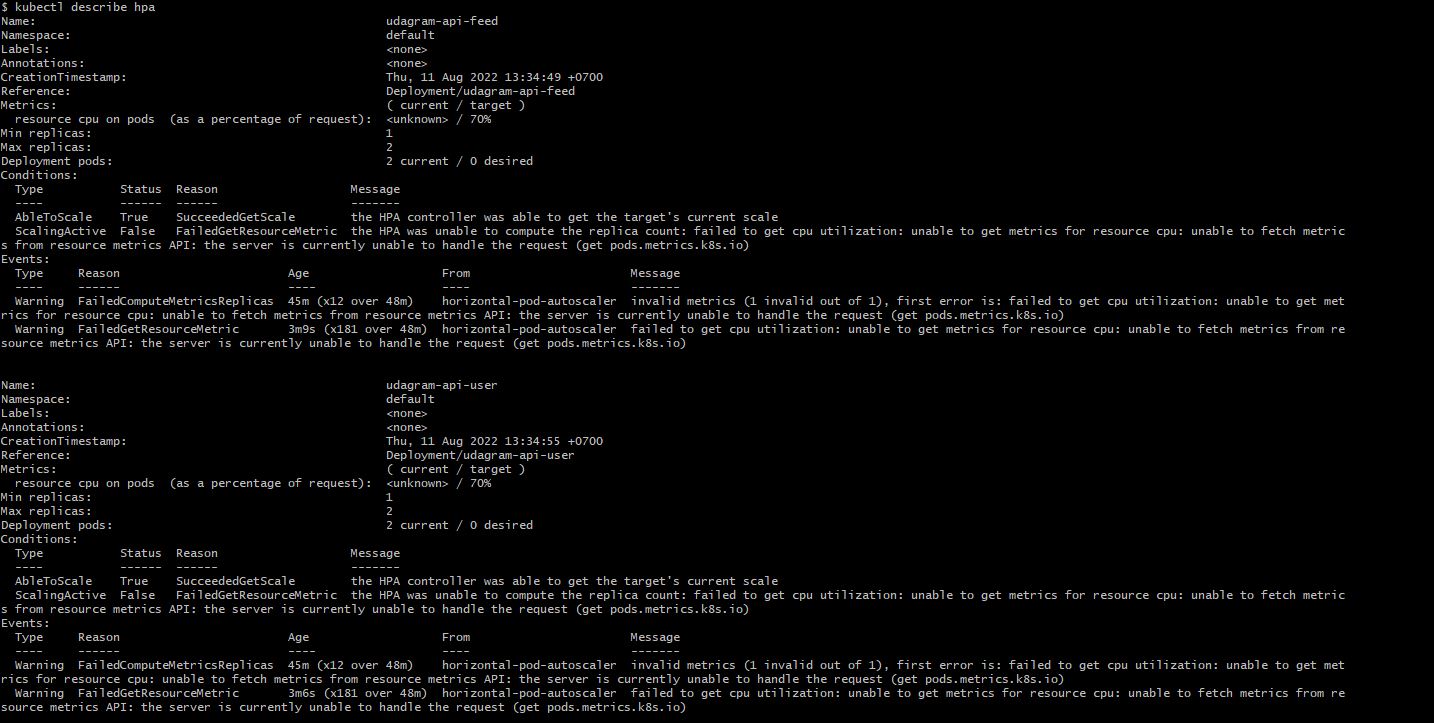 $ kubectl describe hpa
Name:                                                  udagram-api-feed
Namespace:                                             default
Labels:                                                <none>
Annotations:                                           <none>
CreationTimestamp:                                     Thu, 11 Aug 2022 13:34:49 +0700
Reference:                                             Deployment/udagram-api-feed
Metrics:                                               ( current / target )
  resource cpu on pods  (as a percentage of request):  <unknown> / 70%
Min replicas:                                          1
Max replicas:                                          2
Deployment pods:                                       2 current / 0 desired
Conditions:
  Type           Status  Reason                   Message
  ----           ------  ------                   -------
  AbleToScale    True    SucceededGetScale        the HPA controller was able to get the target's current scale
  ScalingActive  False   FailedGetResourceMetric  the HPA was unable to compute the replica count: failed to get cpu utilization: unable to get metrics for resource cpu: unable to fetch metric
s from resource metrics API: the server is currently unable to handle the request (get pods.metrics.k8s.io)
Events:
  Type     Reason                        Age                   From                       Message
  ----     ------                        ----                  ----                       -------
  Warning  FailedComputeMetricsReplicas  45m (x12 over 48m)    horizontal-pod-autoscaler  invalid metrics (1 invalid out of 1), first error is: failed to get cpu utilization: unable to get met
rics for resource cpu: unable to fetch metrics from resource metrics API: the server is currently unable to handle the request (get pods.metrics.k8s.io)
  Warning  FailedGetResourceMetric       3m9s (x181 over 48m)  horizontal-pod-autoscaler  failed to get cpu utilization: unable to get metrics for resource cpu: unable to fetch metrics from re
source metrics API: the server is currently unable to handle the request (get pods.metrics.k8s.io)
Name:                                                  udagram-api-user
Namespace:                                             default
Labels:                                                <none>
Annotations:                                           <none>
CreationTimestamp:                                     Thu, 11 Aug 2022 13:34:55 +0700
Reference:                                             Deployment/udagram-api-user
Metrics:                                               ( current / target )
  resource cpu on pods  (as a percentage of request):  <unknown> / 70%
Min replicas:                                          1
Max replicas:                                          2
Deployment pods:                                       2 current / 0 desired
Conditions:
  Type           Status  Reason                   Message
  ----           ------  ------                   -------
  AbleToScale    True    SucceededGetScale        the HPA controller was able to get the target's current scale
  ScalingActive  False   FailedGetResourceMetric  the HPA was unable to compute the replica count: failed to get cpu utilization: unable to get metrics for resource cpu: unable to fetch metric
s from resource metrics API: the server is currently unable to handle the request (get pods.metrics.k8s.io)
Events:
  Type     Reason                        Age                   From                       Message
  ----     ------                        ----                  ----                       -------
  Warning  FailedComputeMetricsReplicas  45m (x12 over 48m)    horizontal-pod-autoscaler  invalid metrics (1 invalid out of 1), first error is: failed to get cpu utilization: unable to get met
rics for resource cpu: unable to fetch metrics from resource metrics API: the server is currently unable to handle the request (get pods.metrics.k8s.io)
  Warning  FailedGetResourceMetric       3m6s (x181 over 48m)  horizontal-pod-autoscaler  failed to get cpu utilization: unable to get metrics for resource cpu: unable to fetch metrics from re
source metrics API: the server is currently unable to handle the request (get pods.metrics.k8s.io)